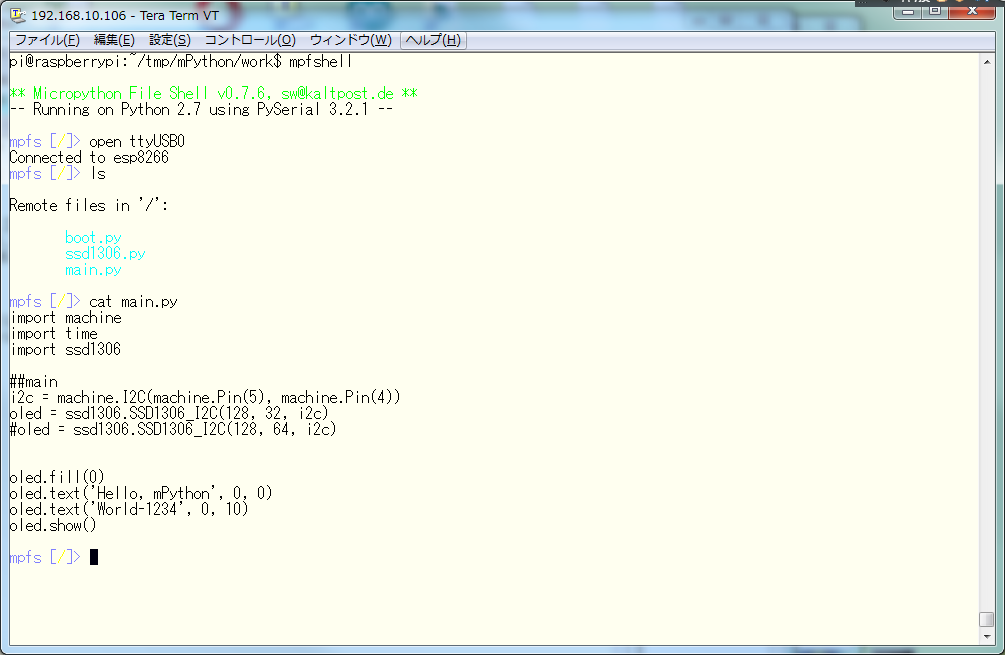 192.168.10.106 - Tera Term VT
ファイル(F) 編集(E) 設定(S) コントロール(O) ウィンドウ(W) ヘルプ(H)
pi@raspberrypi:~/tmp/mPython/work$ mpfshell
** Micropython File Shell v0.7.6, sw@kaltpost.de **
-- Running on Python 2.7 using PySerial 3.2.1 --
mpfs [/]> open ttyUSB0
Connected to esp8266
mpfs [/]> ls
Remote files in '/':
boot.py
ssd1306.py
main.py
mpfs [/]> cat main.py
import machine
import time
import ssd1306
##main
i2c = machine.I2C(machine.Pin(5), machine.Pin(4))
oled = ssd1306.SSD1306_I2C(128, 32, i2c)
#oled = ssd1306.SSD1306_I2C(128, 64, i2c)
oled.fill(0)
oled.text('Hello, mPython', 0, 0)
oled.text('World-1234', 0, 10)
oled.show()
mpfs [/]>